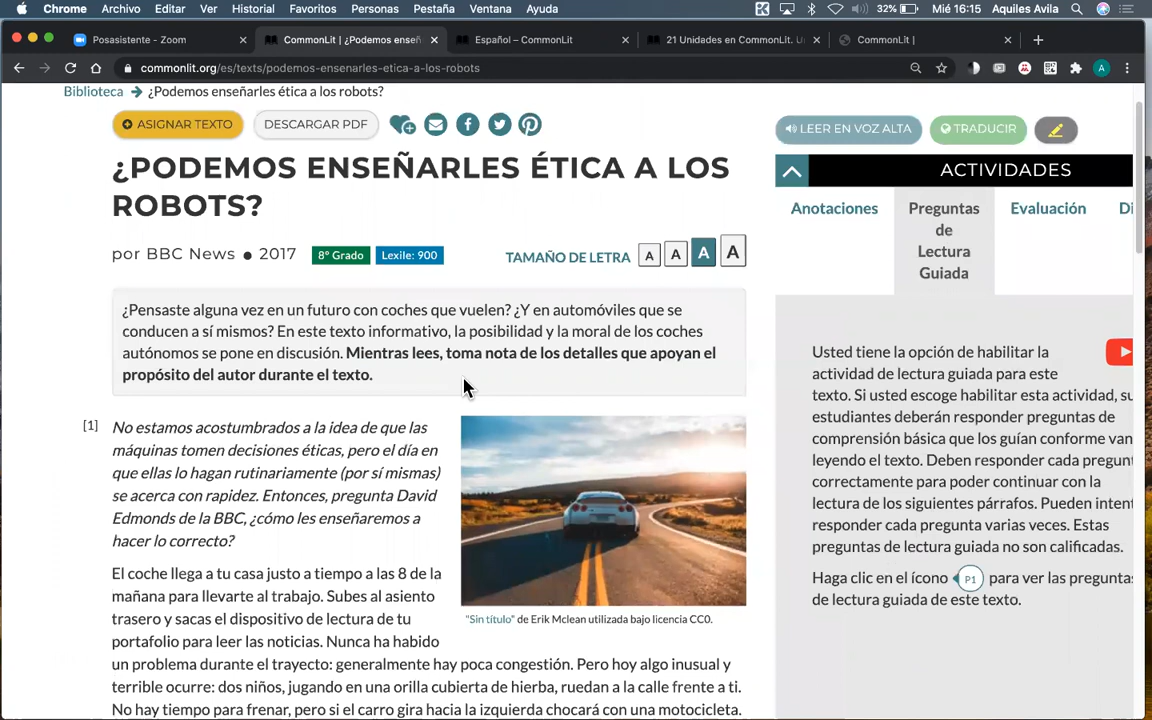 Chrome Archivo Editar Ver Historial Favoritos Personas Pestaña Ventana Ayuda 32% Mié 16:15 Aquiles Avila
Posasistente - Zoom
CommonLit | ¿Podemos enseñ
Español – CommonLit
21 Unidades en CommonLit.
CommonLit |
commonlit.org/es/texts/podemos-ensenarles-etica-a-los-robots
A
Biblioteca ¿Podemos enseñarles ética a los robots?
ASIGNAR TEXTO
DESCARGAR PDF
LEER EN VOZ ALTA
TRADUCIR
¿PODEMOS ENSEÑARLES ÉTICA A LOS
ROBOTS?
por BBC News ● 2017
8° Grado
Lexile: 900
TAMAÑO DE LETRA A A A A
¿Pensaste alguna vez en un futuro con coches que vuelen? ¿Y en automóviles que se
conducen a sí mismos? En este texto informativo, la posibilidad y la moral de los coches
autónomos se pone en discusión. Mientras lees, toma nota de los detalles que apoyan el
propósito del autor durante el texto.
[1]
No estamos acostumbrados a la idea de que las
máquinas tomen decisiones éticas, pero el día en
que ellas lo hagan rutinariamente (por sí mismas)
se acerca con rapidez. Entonces, pregunta David
Edmonds de la BBC, ¿cómo les enseñaremos a
hacer lo correcto?
"Sin título" de Erik Mclean utilizada bajo licencia CC0.
El coche llega a tu casa justo a tiempo a las 8 de la
mañana para llevarte al trabajo. Subes al asiento
trasero y sacas el dispositivo de lectura de tu
portafolio para leer las noticias. Nunca ha habido
un problema durante el trayecto: generalmente hay poca congestión. Pero hoy algo inusual y
terrible ocurre: dos niños, jugando en una orilla cubierta de hierba, ruedan a la calle frente a ti.
No hay tiempo para frenar, pero si el carro gira hacia la izquierda chocará con una motocicleta.
ACTIVIDADES
Anotaciones
Preguntas
de
Lectura
Guiada
Evaluación
Di
Usted tiene la opción de habilitar la
actividad de lectura guiada para este
texto. Si usted escoge habilitar esta actividad, su
estudiantes deberán responder preguntas de
comprensión básica que los guían conforme van
leyendo el texto. Deben responder cada pregunt
correctamente para poder continuar con la
lectura de los siguientes párrafos. Pueden intent
responder cada pregunta varias veces. Estas
preguntas de lectura guiada no son calificadas.
Haga clic en el ícono P1 para ver las pregunta
de lectura guiada de este texto.